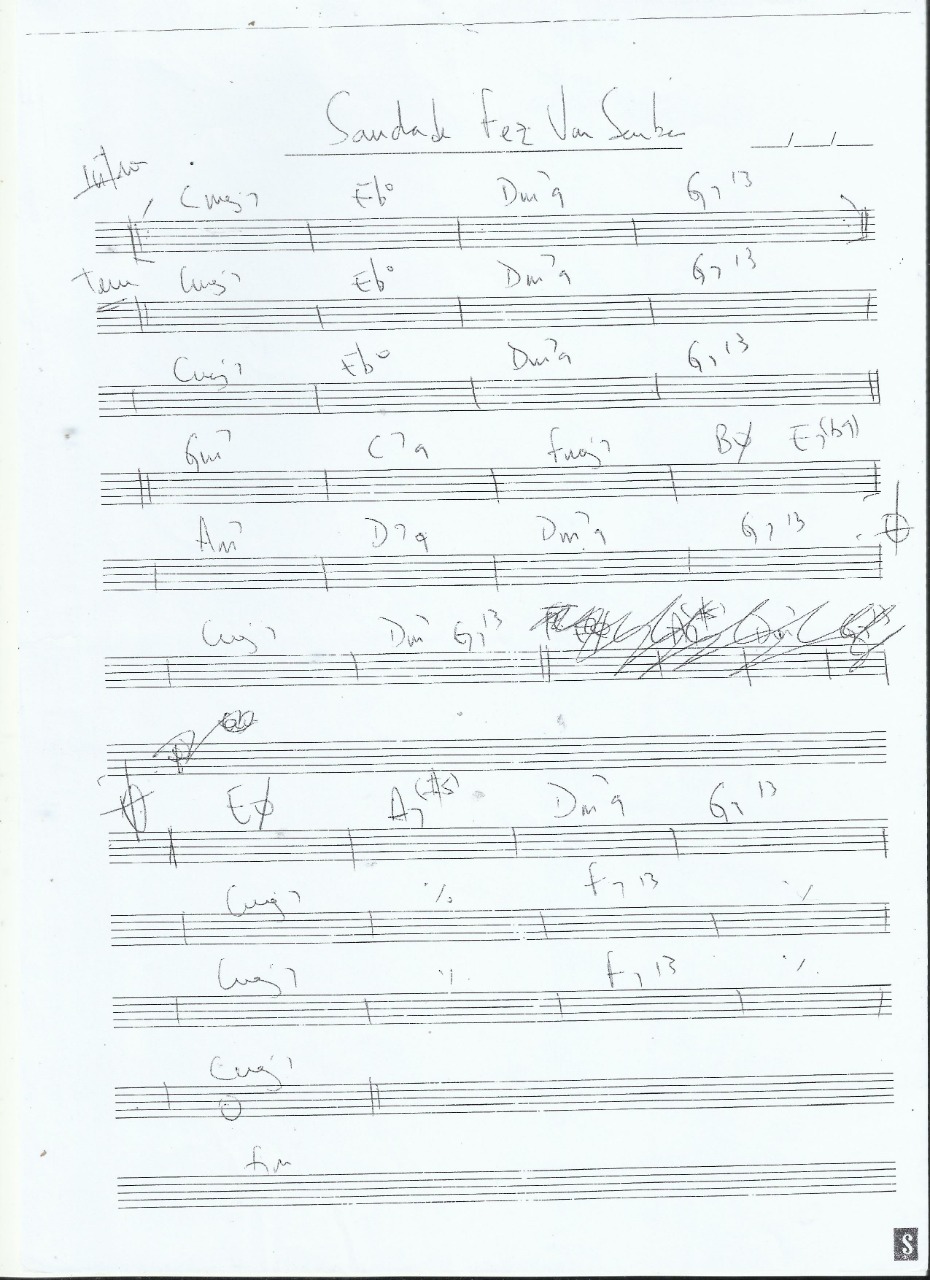 Saudade Fez Um Samba
Intro
Cmaj7 Eb° Dm7 9 G7 13
Tema Cmaj7 Eb° Dm7 9 G7 13
Cmaj7 Eb° Dm7 9 G7 13
Gm7 C7 9 Fmaj7 Bø E7(b9)
Am7 D7 9 Dm7 9 G7 13
Cmaj7 Dm7 G7 13
Eø A7(#5) Dm7 9 G7 13
Cmaj7 % F7 13 %
Cmaj7 % F7 13 %
Cmaj7
Fim
S